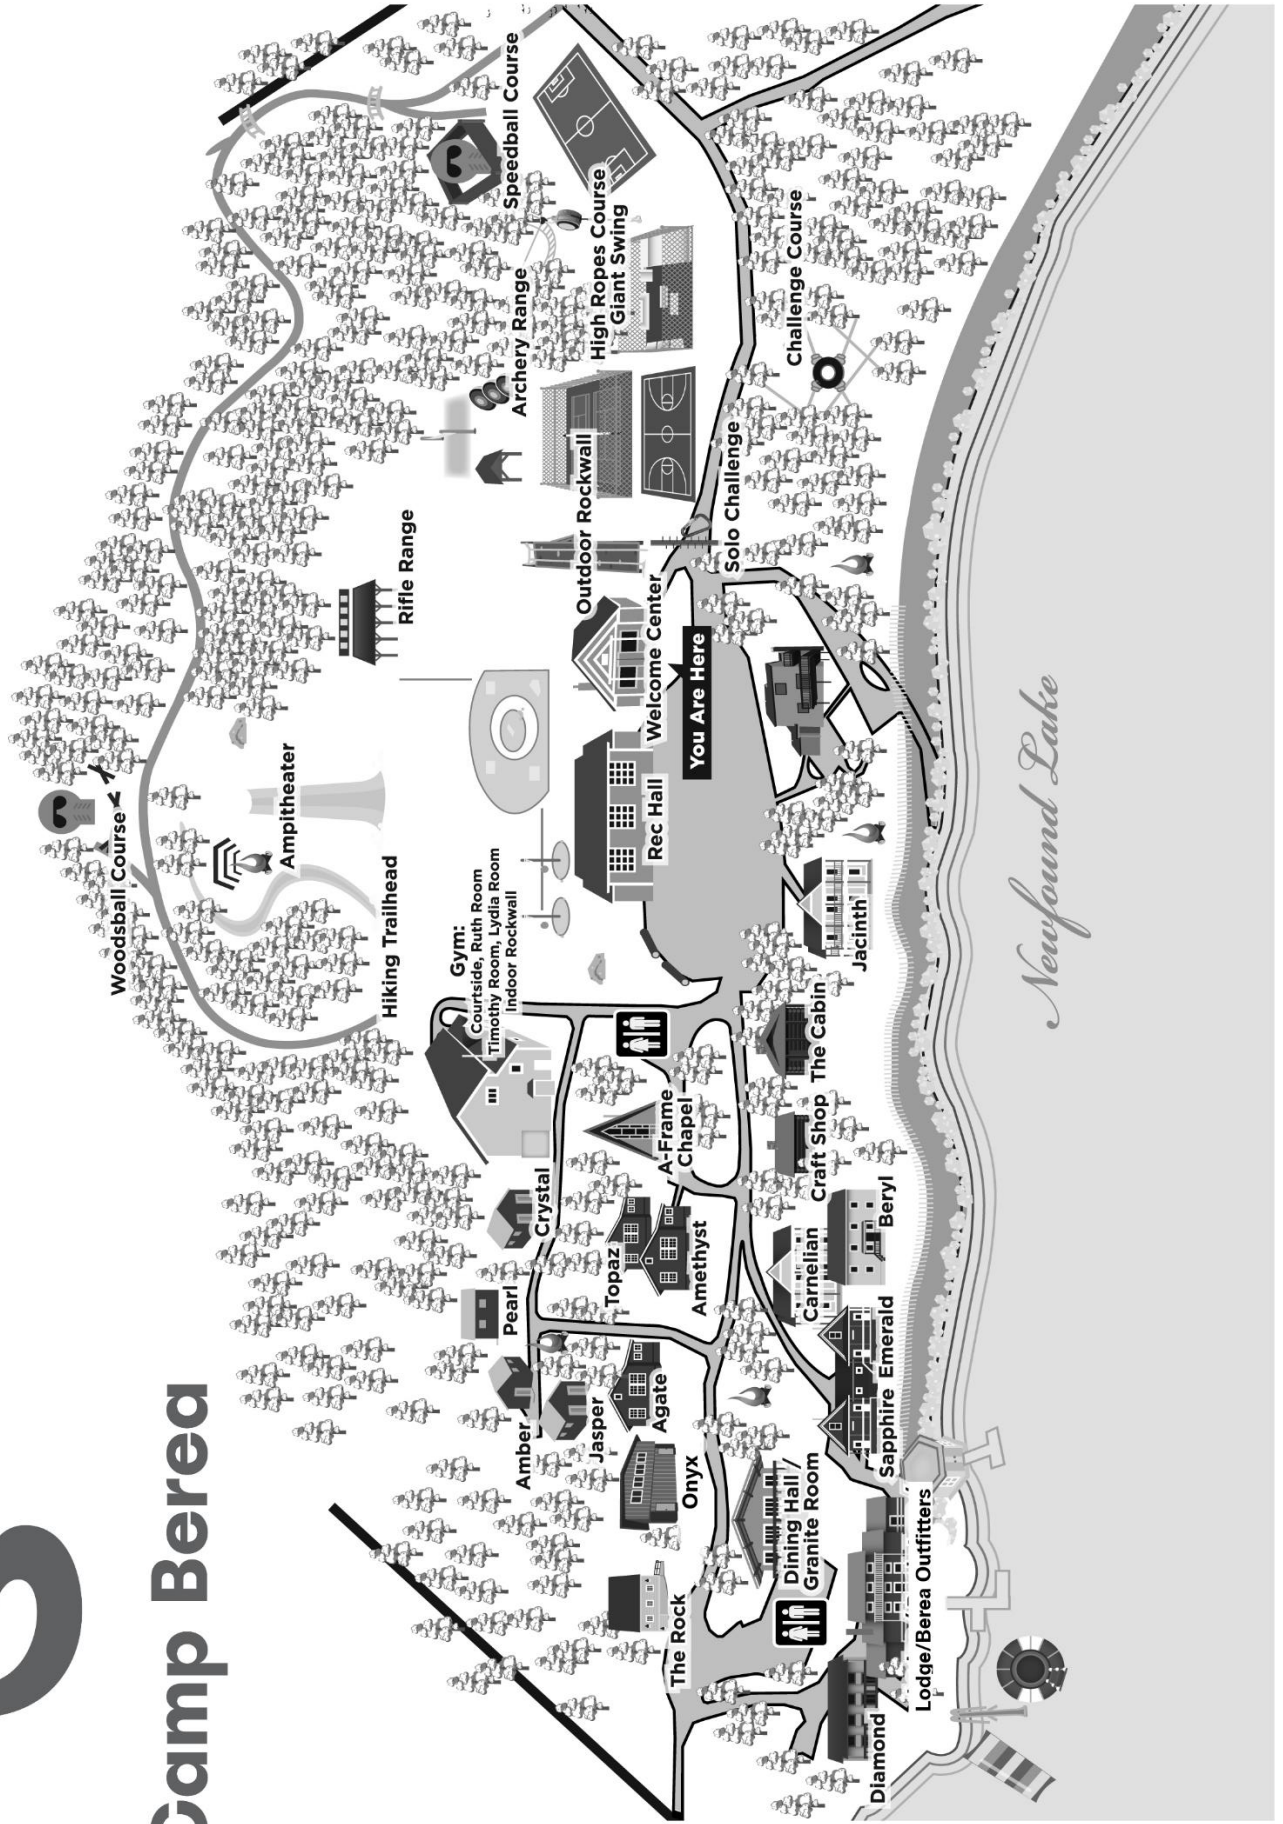 Camp Berea
Woodsball Course
Ampitheater
Hiking Trailhead
Rifle Range
Speedball Course
Archery Range
High Ropes Course
Giant Swing
Outdoor Rockwall
Welcome Center
You Are Here
Rec Hall
Solo Challenge
Challenge Course
Gym:
Courtside, Ruth Room
Timothy Room, Lydia Room
Indoor Rockwall
A-Frame
Chapel
Crystal
Pearl
Topaz
Amethyst
Amber
Jasper
Agate
Onyx
The Rock
Dining Hall /
Granite Room
Jacinth
The Cabin
Craft Shop
Beryl
Carnelian
Emerald
Sapphire
Lodge/Berea Outfitters
Diamond
Newfound Lake